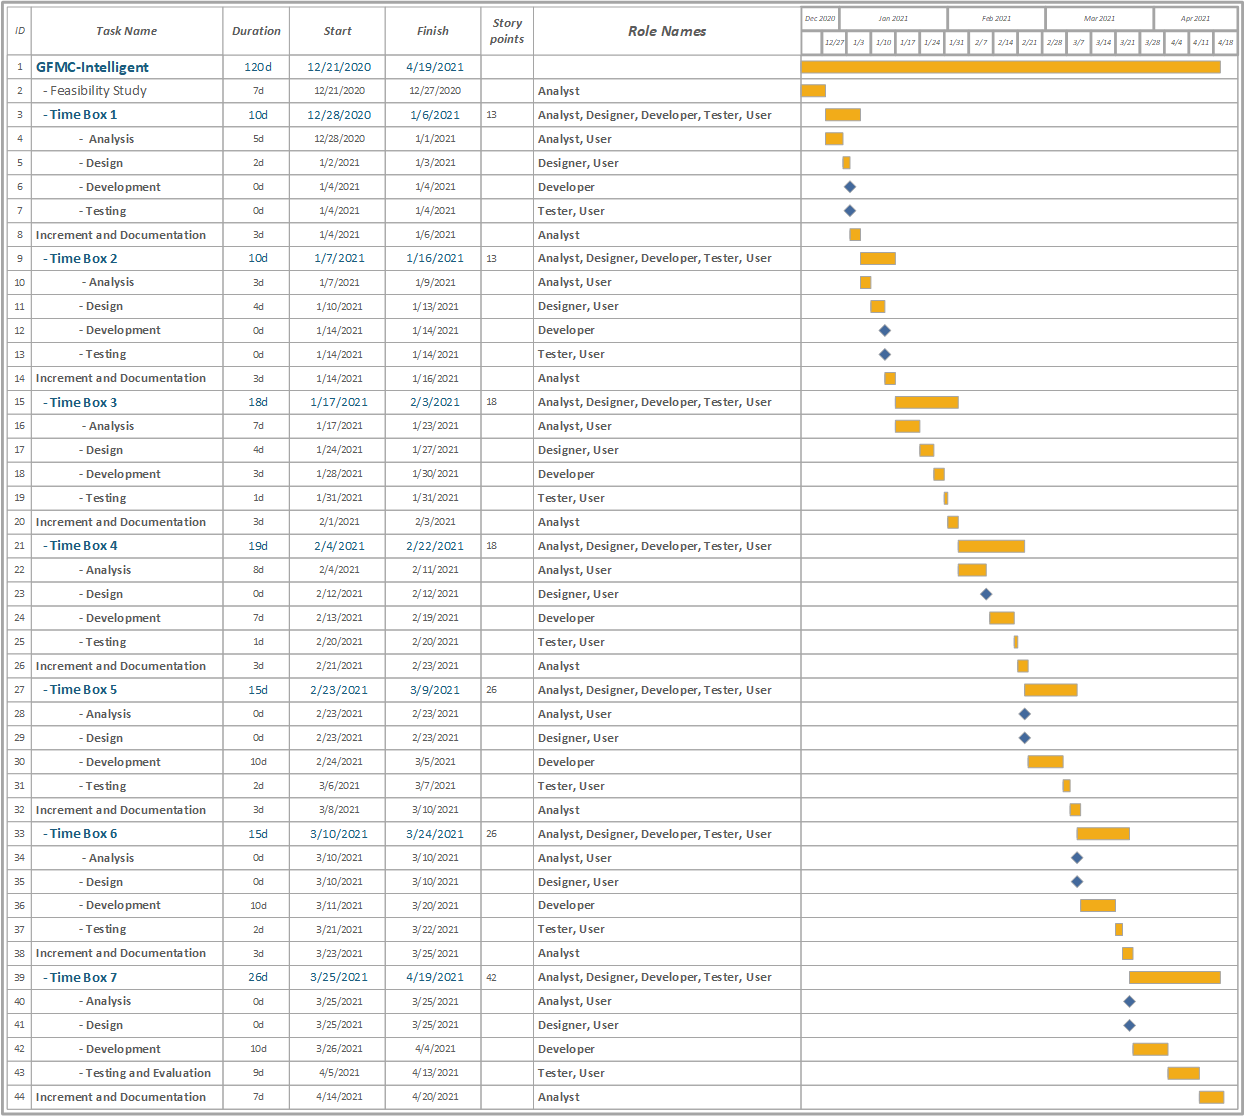 ID Task Name Duration Start Finish Story points Role Names Dec 2020 Jan 2021 Feb 2021 Mar 2021 Apr 2021
12/27 1/3 1/10 1/17 1/24 1/31 2/7 2/14 2/21 2/28 3/7 3/14 3/21 3/28 4/4 4/11 4/18
1 GFMC-Intelligent 120d 12/21/2020 4/19/2021
2 - Feasibility Study 7d 12/21/2020 12/27/2020 Analyst
3 - Time Box 1 10d 12/28/2020 1/6/2021 13 Analyst, Designer, Developer, Tester, User
4 - Analysis 5d 12/28/2020 1/1/2021 Analyst, User
5 - Design 2d 1/2/2021 1/3/2021 Designer, User
6 - Development 0d 1/4/2021 1/4/2021 Developer
7 - Testing 0d 1/4/2021 1/4/2021 Tester, User
8 Increment and Documentation 3d 1/4/2021 1/6/2021 Analyst
9 - Time Box 2 10d 1/7/2021 1/16/2021 13 Analyst, Designer, Developer, Tester, User
10 - Analysis 3d 1/7/2021 1/9/2021 Analyst, User
11 - Design 4d 1/10/2021 1/13/2021 Designer, User
12 - Development 0d 1/14/2021 1/14/2021 Developer
13 - Testing 0d 1/14/2021 1/14/2021 Tester, User
14 Increment and Documentation 3d 1/14/2021 1/16/2021 Analyst
15 - Time Box 3 18d 1/17/2021 2/3/2021 18 Analyst, Designer, Developer, Tester, User
16 - Analysis 7d 1/17/2021 1/23/2021 Analyst, User
17 - Design 4d 1/24/2021 1/27/2021 Designer, User
18 - Development 3d 1/28/2021 1/30/2021 Developer
19 - Testing 1d 1/31/2021 1/31/2021 Tester, User
20 Increment and Documentation 3d 2/1/2021 2/3/2021 Analyst
21 - Time Box 4 19d 2/4/2021 2/22/2021 18 Analyst, Designer, Developer, Tester, User
22 - Analysis 8d 2/4/2021 2/11/2021 Analyst, User
23 - Design 0d 2/12/2021 2/12/2021 Designer, User
24 - Development 7d 2/13/2021 2/19/2021 Developer
25 - Testing 1d 2/20/2021 2/20/2021 Tester, User
26 Increment and Documentation 3d 2/21/2021 2/23/2021 Analyst
27 - Time Box 5 15d 2/23/2021 3/9/2021 26 Analyst, Designer, Developer, Tester, User
28 - Analysis 0d 2/23/2021 2/23/2021 Analyst, User
29 - Design 0d 2/23/2021 2/23/2021 Designer, User
30 - Development 10d 2/24/2021 3/5/2021 Developer
31 - Testing 2d 3/6/2021 3/7/2021 Tester, User
32 Increment and Documentation 3d 3/8/2021 3/10/2021 Analyst
33 - Time Box 6 15d 3/10/2021 3/24/2021 26 Analyst, Designer, Developer, Tester, User
34 - Analysis 0d 3/10/2021 3/10/2021 Analyst, User
35 - Design 0d 3/10/2021 3/10/2021 Designer, User
36 - Development 10d 3/11/2021 3/20/2021 Developer
37 - Testing 2d 3/21/2021 3/22/2021 Tester, User
38 Increment and Documentation 3d 3/23/2021 3/25/2021 Analyst
39 - Time Box 7 26d 3/25/2021 4/19/2021 42 Analyst, Designer, Developer, Tester, User
40 - Analysis 0d 3/25/2021 3/25/2021 Analyst, User
41 - Design 0d 3/25/2021 3/25/2021 Designer, User
42 - Development 10d 3/26/2021 4/4/2021 Developer
43 - Testing and Evaluation 9d 4/5/2021 4/13/2021 Tester, User
44 Increment and Documentation 7d 4/14/2021 4/20/2021 Analyst